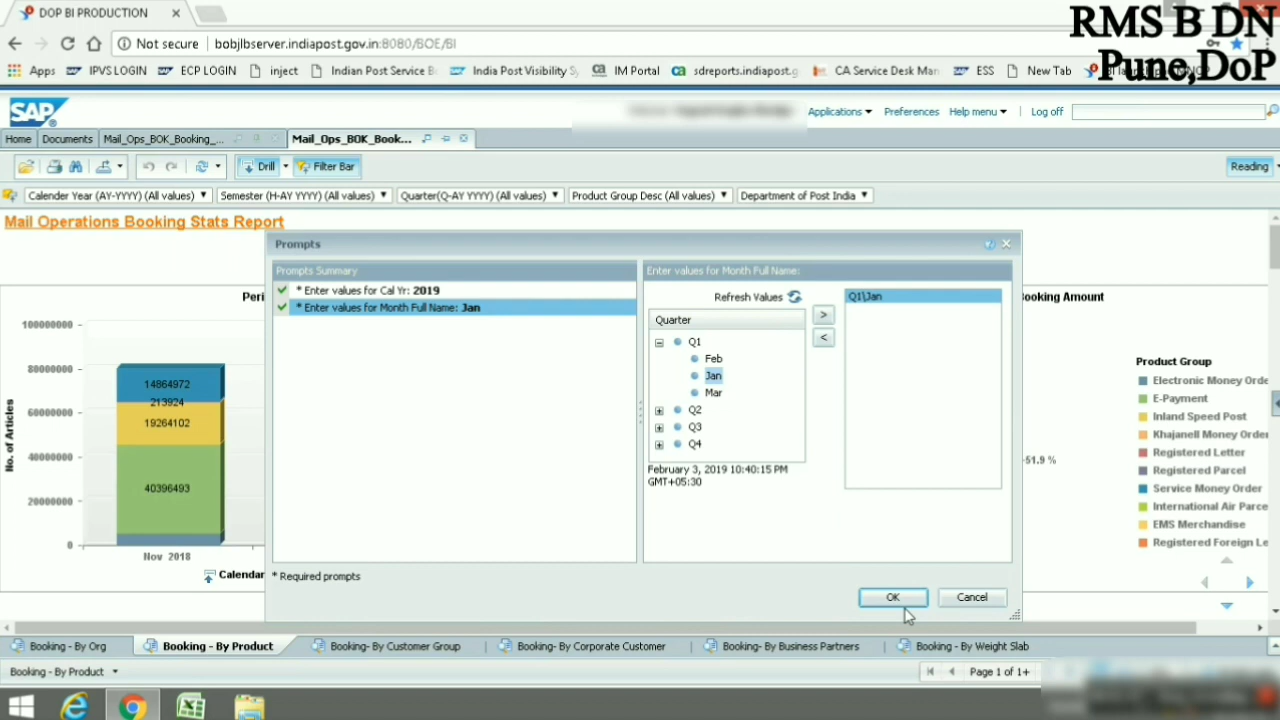 DOP BI PRODUCTION
RMS B DN
Pune,DoP
Not secure | bobjlbserver.indiapost.gov.in:8080/BOE/BI
Apps IPVS LOGIN ECP LOGIN inject Indian Post Service B India Post Visibility Sy IM Portal sdreports.indiapost.g CA Service Desk Man ESS New Tab
SAP Applications Preferences Help menu | Log off
Home Documents Mail_Ops_BOK_Booking_... Mail_Ops_BOK_Book...
Drill Filter Bar Reading
Calender Year (AY-YYYY) (All values) Semester (H-AY YYYY) (All values) Quarter(Q-AY YYYY) (All values) Product Group Desc (All values) Department of Post India
Mail Operations Booking Stats Report
Prompts
Prompts Summary
* Enter values for Cal Yr: 2019
* Enter values for Month Full Name: Jan
* Required prompts
Enter values for Month Full Name:
Refresh Values
Quarter
Q1
Feb
Jan
Mar
Q2
Q3
Q4
February 3, 2019 10:40:15 PM
GMT+05:30
>
<
Q1\Jan
OK Cancel
Peri
ooking Amount
No. of Articles
100000000
80000000
60000000
40000000
20000000
0
14864972
213924
19264102
40396493
Nov 2018
Calendar
-51.9 %
Product Group
Electronic Money Orde
E-Payment
Inland Speed Post
Khajanell Money Order
Registered Letter
Registered Parcel
Service Money Order
International Air Parce
EMS Merchandise
Registered Foreign Le
Booking - By Org Booking - By Product Booking- By Customer Group Booking- By Corporate Customer Booking- By Business Partners Booking - By Weight Slab
Booking - By Product Page 1 of 1+